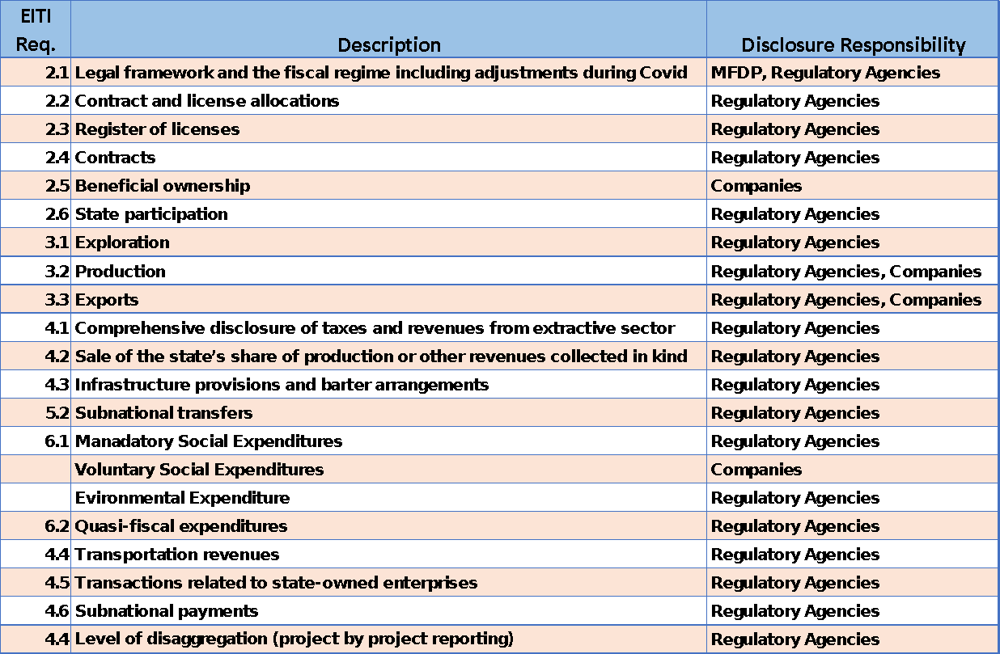 EITI
Req. Description Disclosure Responsibility
2.1 Legal framework and the fiscal regime including adjustments during Covid MFDP, Regulatory Agencies
2.2 Contract and license allocations Regulatory Agencies
2.3 Register of licenses Regulatory Agencies
2.4 Contracts Regulatory Agencies
2.5 Beneficial ownership Companies
2.6 State participation Regulatory Agencies
3.1 Exploration Regulatory Agencies
3.2 Production Regulatory Agencies, Companies
3.3 Exports Regulatory Agencies, Companies
4.1 Comprehensive disclosure of taxes and revenues from extractive sector Regulatory Agencies
4.2 Sale of the state's share of production or other revenues collected in kind Regulatory Agencies
4.3 Infrastructure provisions and barter arrangements Regulatory Agencies
5.2 Subnational transfers Regulatory Agencies
6.1 Manadatory Social Expenditures Regulatory Agencies
Voluntary Social Expenditures Companies
Evironmental Expenditure Regulatory Agencies
6.2 Quasi-fiscal expenditures Regulatory Agencies
4.4 Transportation revenues Regulatory Agencies
4.5 Transactions related to state-owned enterprises Regulatory Agencies
4.6 Subnational payments Regulatory Agencies
4.4 Level of disaggregation (project by project reporting) Regulatory Agencies